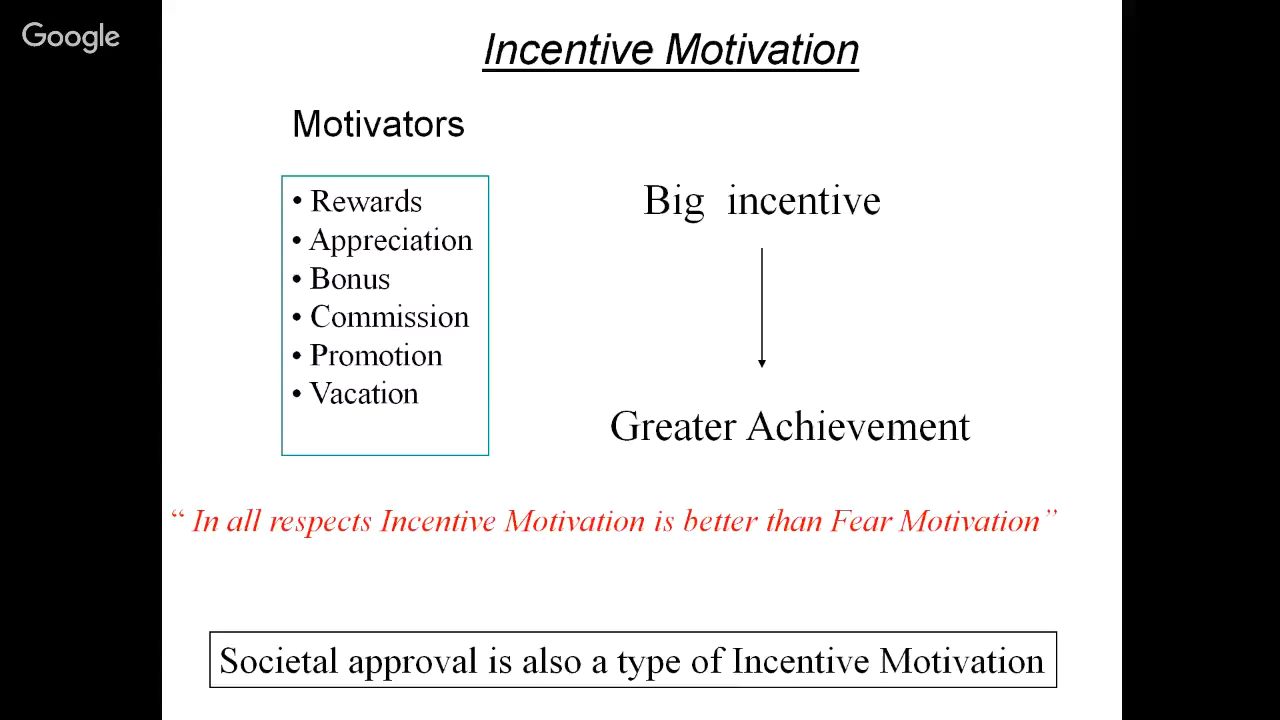 Google
Incentive Motivation
Motivators
• Rewards
• Appreciation
• Bonus
• Commission
• Promotion
• Vacation
Big incentive
Greater Achievement
“ In all respects Incentive Motivation is better than Fear Motivation”
Societal approval is also a type of Incentive Motivation